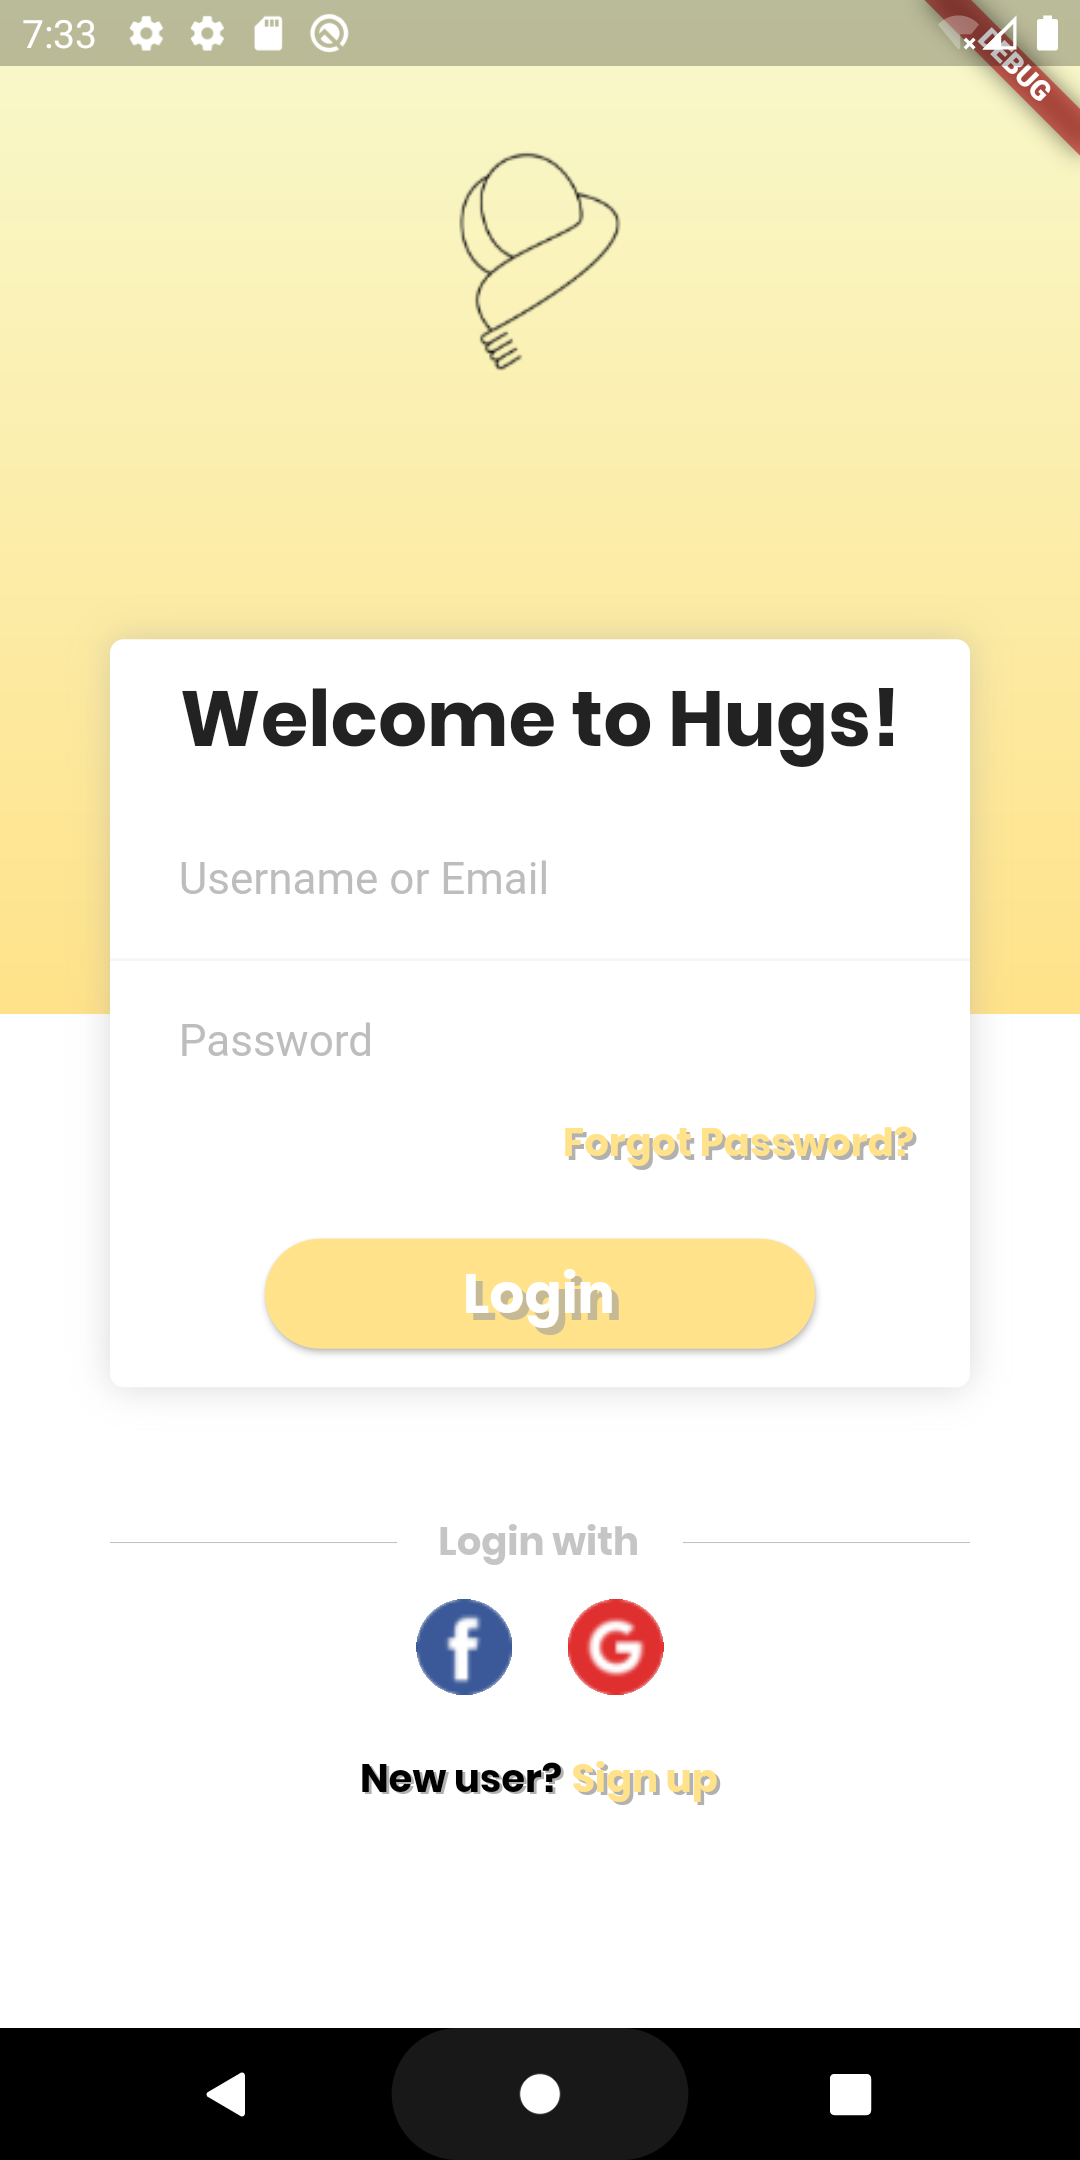 7:33
DEBUG
Welcome to Hugs!
Username or Email
Password
Forgot Password?
Login
Login with
f G
New user? Sign up